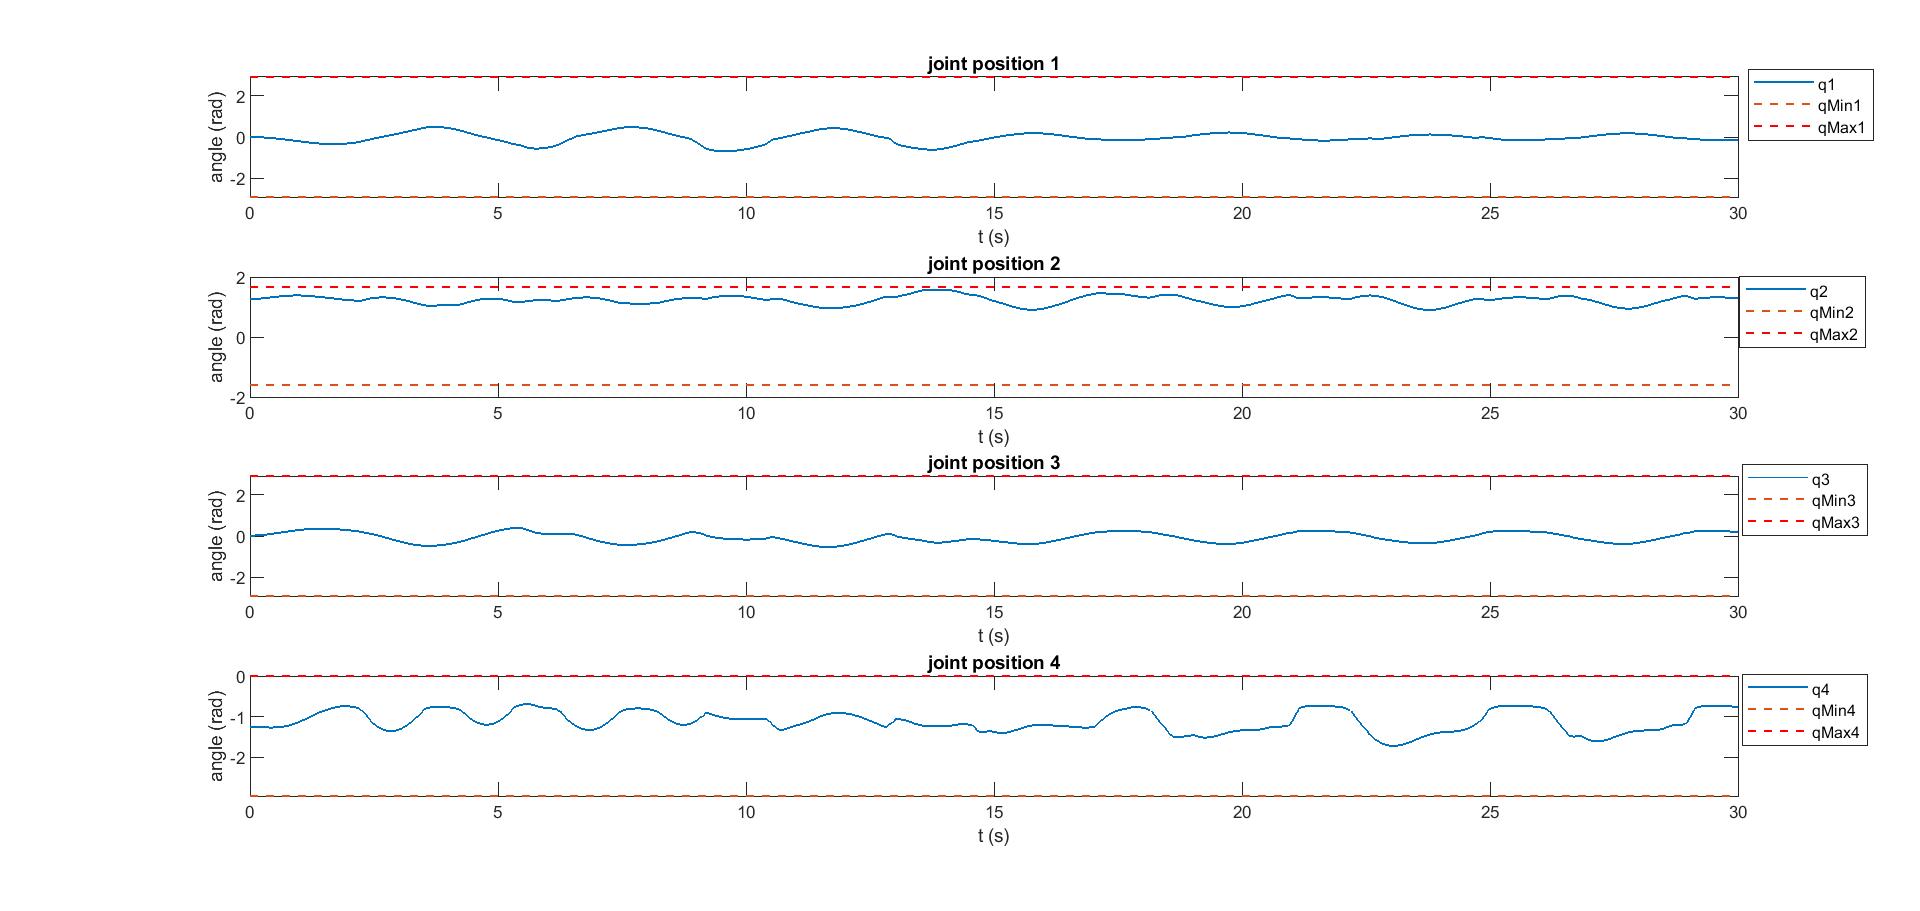 joint position 1
2
0
-2
angle (rad)
0 5 10 15 20 25 30
t (s)
q1
qMin1
qMax1
joint position 2
2
0
-2
angle (rad)
0 5 10 15 20 25 30
t (s)
q2
qMin2
qMax2
joint position 3
2
0
-2
angle (rad)
0 5 10 15 20 25 30
t (s)
q3
qMin3
qMax3
joint position 4
0
-1
-2
angle (rad)
0 5 10 15 20 25 30
t (s)
q4
qMin4
qMax4